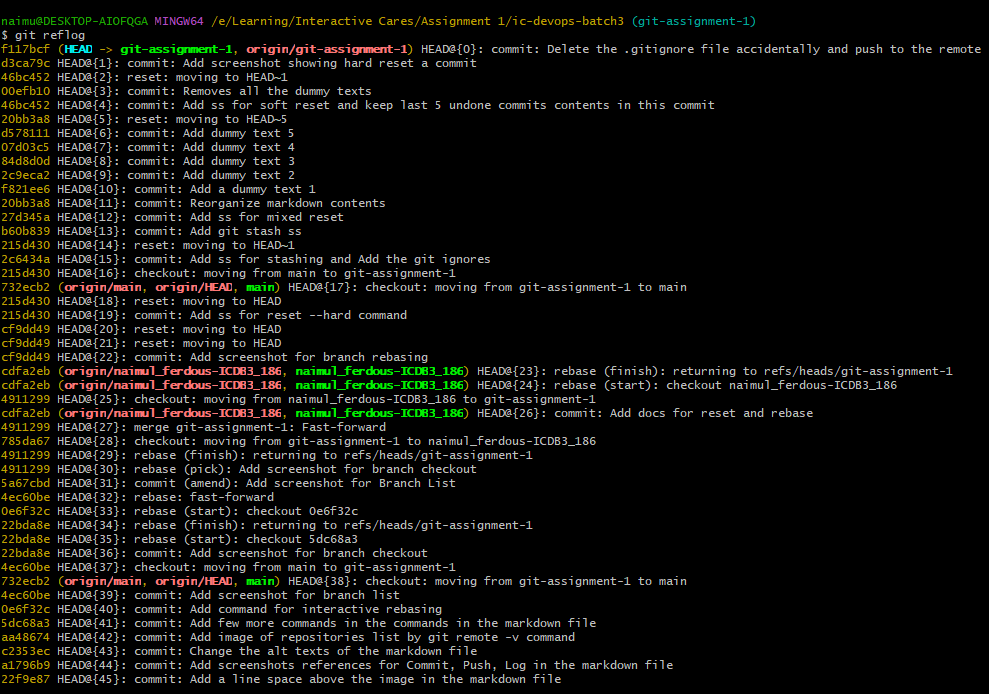 naimu@DESKTOP-AIOFQGA MINGW64 /e/Learning/Interactive Cares/Assignment 1/ic-devops-batch3 (git-assignment-1)
$ git reflog
f117bcf (HEAD -> git-assignment-1, origin/git-assignment-1) HEAD@{0}: commit: Delete the .gitignore file accidentally and push to the remote
d3ca79c HEAD@{1}: commit: Add screenshot showing hard reset a commit
46bc452 HEAD@{2}: reset: moving to HEAD~1
00efb10 HEAD@{3}: commit: Removes all the dummy texts
46bc452 HEAD@{4}: commit: Add ss for soft reset and keep last 5 undone commits contents in this commit
20bb3a8 HEAD@{5}: reset: moving to HEAD~5
d578111 HEAD@{6}: commit: Add dummy text 5
07d03c5 HEAD@{7}: commit: Add dummy text 4
84d8d0d HEAD@{8}: commit: Add dummy text 3
2c9eca2 HEAD@{9}: commit: Add dummy text 2
f821ee6 HEAD@{10}: commit: Add a dummy text 1
20bb3a8 HEAD@{11}: commit: Reorganize markdown contents
27d345a HEAD@{12}: commit: Add ss for mixed reset
b60b839 HEAD@{13}: commit: Add git stash ss
215d430 HEAD@{14}: reset: moving to HEAD~1
2c6434a HEAD@{15}: commit: Add ss for stashing and Add the git ignores
215d430 HEAD@{16}: checkout: moving from main to git-assignment-1
732ecb2 (origin/main, origin/HEAD, main) HEAD@{17}: checkout: moving from git-assignment-1 to main
215d430 HEAD@{18}: reset: moving to HEAD
215d430 HEAD@{19}: commit: Add ss for reset --hard command
cf9dd49 HEAD@{20}: reset: moving to HEAD
cf9dd49 HEAD@{21}: reset: moving to HEAD
cf9dd49 HEAD@{22}: commit: Add screenshot for branch rebasing
cdfa2eb (origin/naimul_ferdous-ICDB3_186, naimul_ferdous-ICDB3_186) HEAD@{23}: rebase (finish): returning to refs/heads/git-assignment-1
cdfa2eb (origin/naimul_ferdous-ICDB3_186, naimul_ferdous-ICDB3_186) HEAD@{24}: rebase (start): checkout naimul_ferdous-ICDB3_186
4911299 HEAD@{25}: checkout: moving from naimul_ferdous-ICDB3_186 to git-assignment-1
cdfa2eb (origin/naimul_ferdous-ICDB3_186, naimul_ferdous-ICDB3_186) HEAD@{26}: commit: Add docs for reset and rebase
4911299 HEAD@{27}: merge git-assignment-1: Fast-forward
785da67 HEAD@{28}: checkout: moving from git-assignment-1 to naimul_ferdous-ICDB3_186
4911299 HEAD@{29}: rebase (finish): returning to refs/heads/git-assignment-1
4911299 HEAD@{30}: rebase (pick): Add screenshot for branch checkout
5a67cbd HEAD@{31}: commit (amend): Add screenshot for Branch List
4ec60be HEAD@{32}: rebase: fast-forward
0e6f32c HEAD@{33}: rebase (start): checkout 0e6f32c
22bda8e HEAD@{34}: rebase (finish): returning to refs/heads/git-assignment-1
22bda8e HEAD@{35}: rebase (start): checkout 5dc68a3
22bda8e HEAD@{36}: commit: Add screenshot for branch checkout
4ec60be HEAD@{37}: checkout: moving from main to git-assignment-1
732ecb2 (origin/main, origin/HEAD, main) HEAD@{38}: checkout: moving from git-assignment-1 to main
4ec60be HEAD@{39}: commit: Add screenshot for branch list
0e6f32c HEAD@{40}: commit: Add command for interactive rebasing
5dc68a3 HEAD@{41}: commit: Add few more commands in the commands in the markdown file
aa48674 HEAD@{42}: commit: Add image of repositories list by git remote -v command
c2353ec HEAD@{43}: commit: Change the alt texts of the markdown file
a1796b9 HEAD@{44}: commit: Add screenshots references for Commit, Push, Log in the markdown file
22f9e87 HEAD@{45}: commit: Add a line space above the image in the markdown file